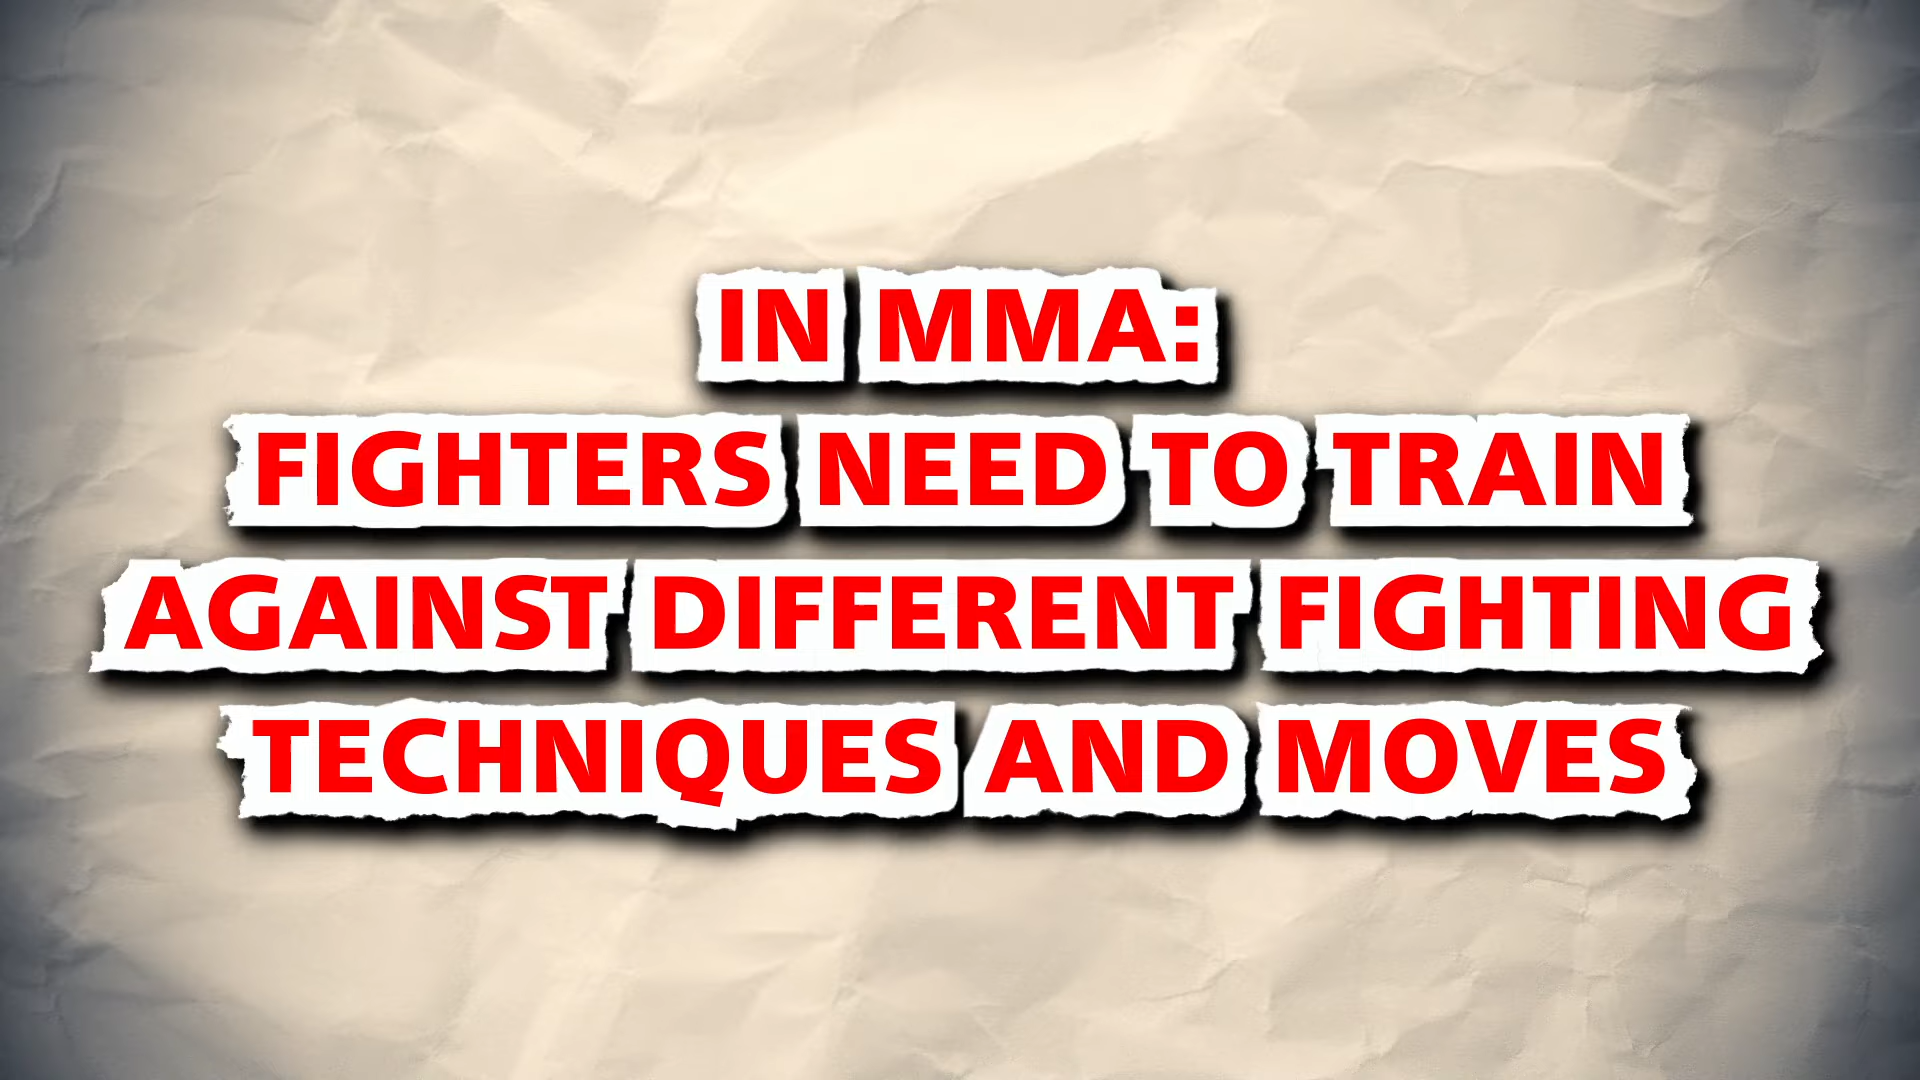 IN MMA:
FIGHTERS NEED TO TRAIN
AGAINST DIFFERENT FIGHTING
TECHNIQUES AND MOVES